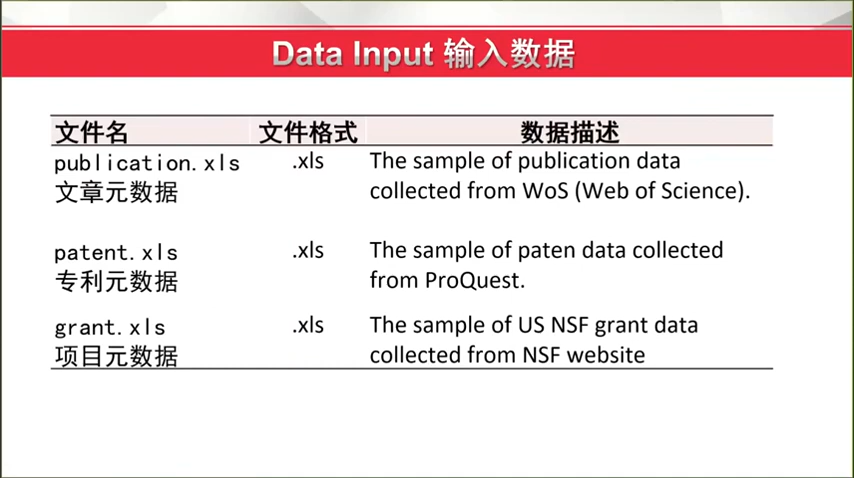 Data Input 输入数据
文件名 文件格式 数据描述
publication.xls .xls The sample of publication data
文章元数据 collected from WoS (Web of Science).
patent.xls .xls The sample of paten data collected
专利元数据 from ProQuest.
grant.xls .xls The sample of US NSF grant data
项目元数据 collected from NSF website